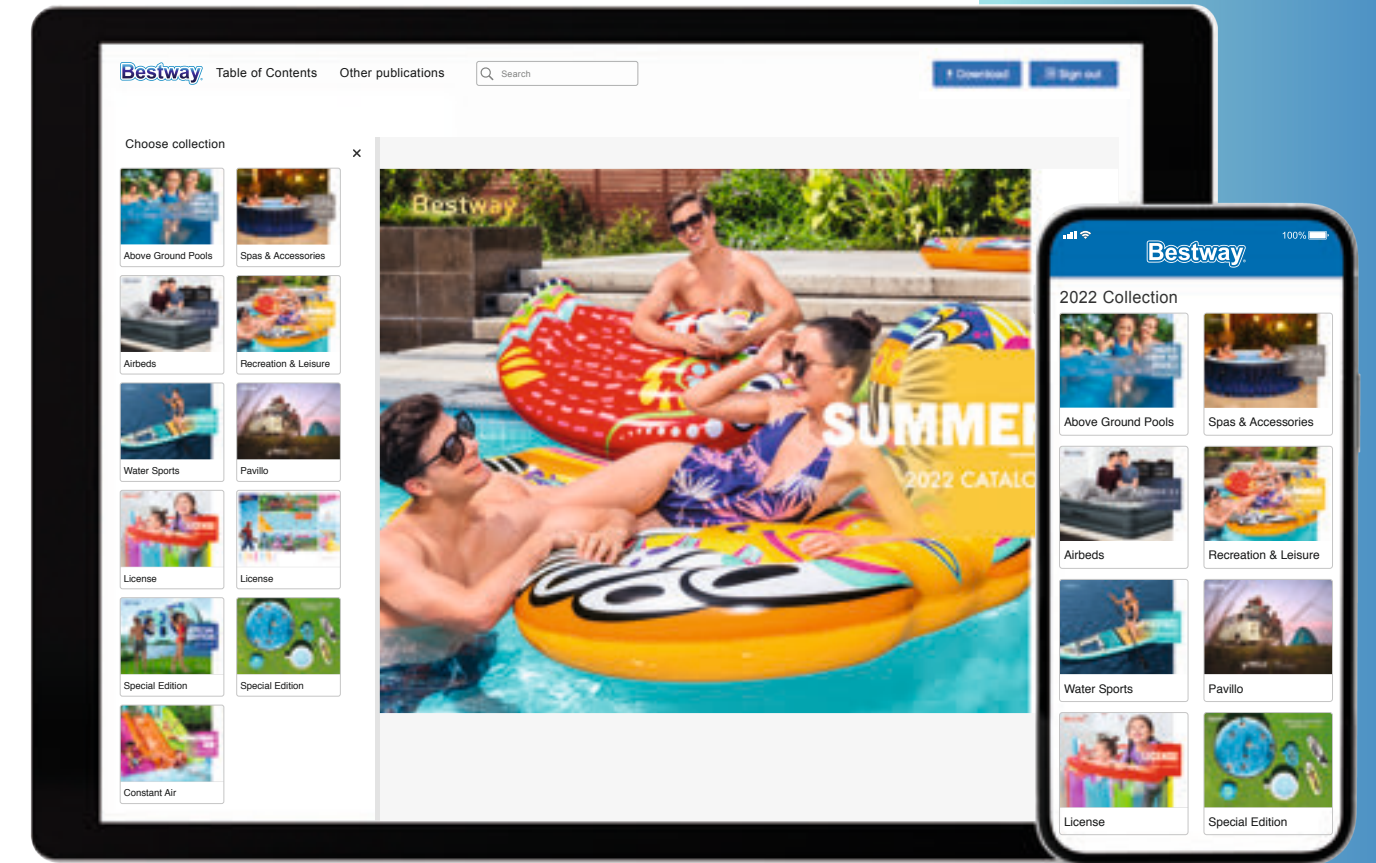 Bestway
Table of Contents
Other publications
Search
Download
Sign out
Choose collection
×
Above Ground Pools
Spas & Accessories
Airbeds
Recreation & Leisure
Water Sports
Pavillo
License
License
Special Edition
Special Edition
Constant Air
Bestway
SUMMER
2022 CATALO
100%
Bestway
2022 Collection
Above Ground Pools
Spas & Accessories
Airbeds
SUMMER
Recreation & Leisure
Water Sports
Pavillo
LICENSE
License
Special Edition